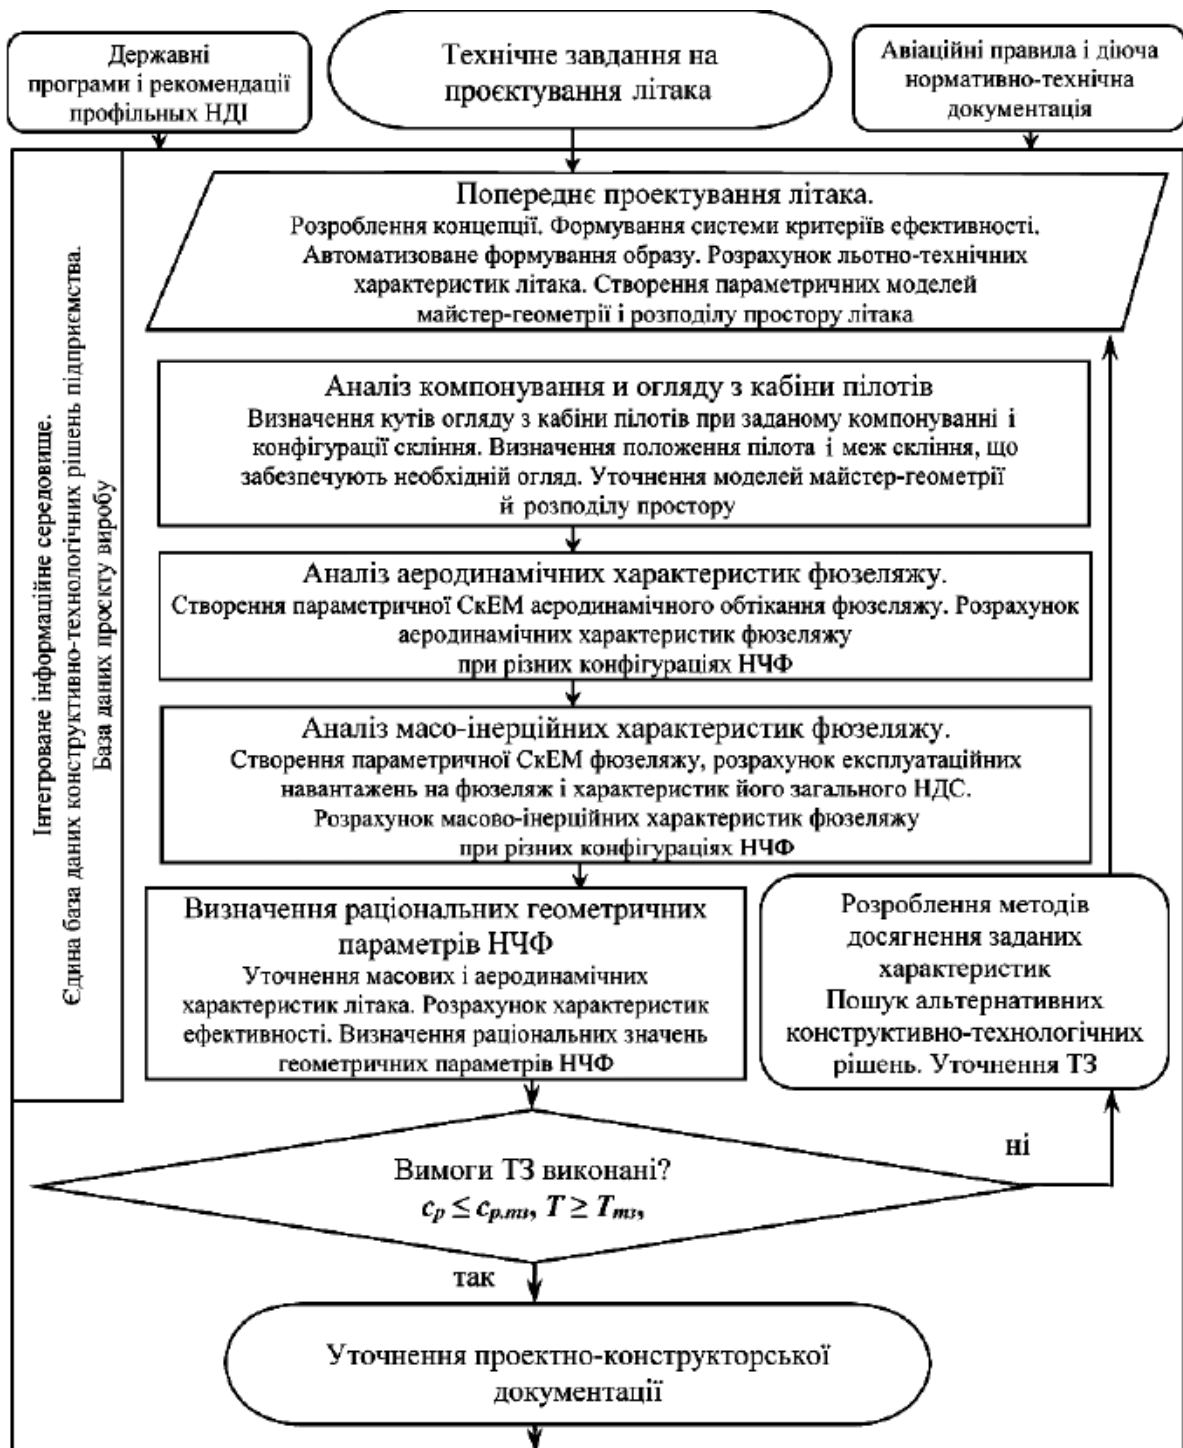 Державні
програми і рекомендації
профільных НДІ
Технічне завдання на
проєктування літака
Авіаційні правила і діюча
нормативно-технічна
документація
Інтегроване інформаційне середовище.
Єдина база даних конструктивно-технологічних рішень підприємства.
База даних проєкту виробу
Попереднє проектування літака.
Розроблення концепції. Формування системи критеріїв ефективності.
Автоматизоване формування образу. Розрахунок льотно-технічних
характеристик літака. Створення параметричних моделей
майстер-геометрії і розподілу простору літака
Аналіз компонування и огляду з кабіни пілотів
Визначення кутів огляду з кабіни пілотів при заданому компонуванні і
конфігурації скління. Визначення положення пілота і меж скління, що
забезпечують необхідній огляд. Уточнення моделей майстер-геометрії
й розподілу простору
Аналіз аеродинамічних характеристик фюзеляжу.
Створення параметричної СкЕМ аеродинамічного обтікання фюзеляжу. Розрахунок
аеродинамічних характеристик фюзеляжу
при різних конфігураціях НЧФ
Аналіз масо-інерційних характеристик фюзеляжу.
Створення параметричної СкЕМ фюзеляжу, розрахунок експлуатаційних
навантажень на фюзеляж і характеристик його загального НДС.
Розрахунок масово-інерційних характеристик фюзеляжу
при різних конфігураціях НЧФ
Визначення раціональних геометричних
параметрів НЧФ
Уточнення масових і аеродинамічних
характеристик літака. Розрахунок характеристик
ефективності. Визначення раціональних значень
геометричних параметрів НЧФ
Розроблення методів
досягнення заданих
характеристик
Пошук альтернативних
конструктивно-технологічних
рішень. Уточнення ТЗ
ні
Вимоги ТЗ виконані?
c_p ≤ c_p.тз, T ≥ T_тз,
так
Уточнення проектно-конструкторської
документації